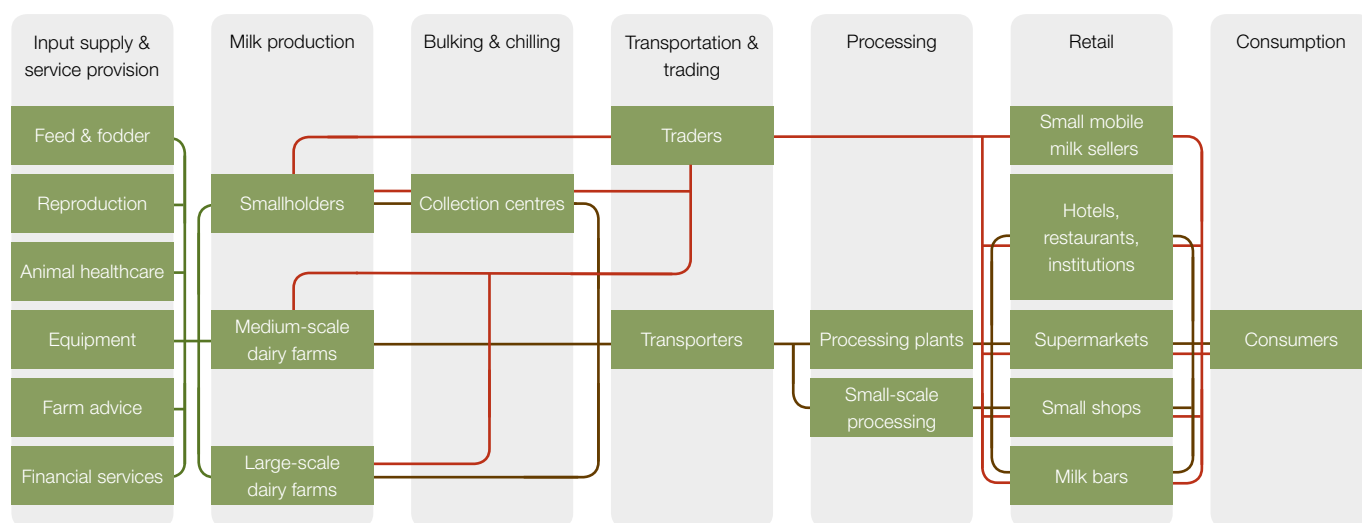 Input supply &
service provision
Milk production
Bulking & chilling
Transportation &
trading
Processing
Retail
Consumption
Feed & fodder
Reproduction
Animal healthcare
Equipment
Farm advice
Financial services
Smallholders
Medium-scale
dairy farms
Large-scale
dairy farms
Collection centres
Traders
Transporters
Processing plants
Small-scale
processing
Small mobile
milk sellers
Hotels,
restaurants,
institutions
Supermarkets
Small shops
Milk bars
Consumers